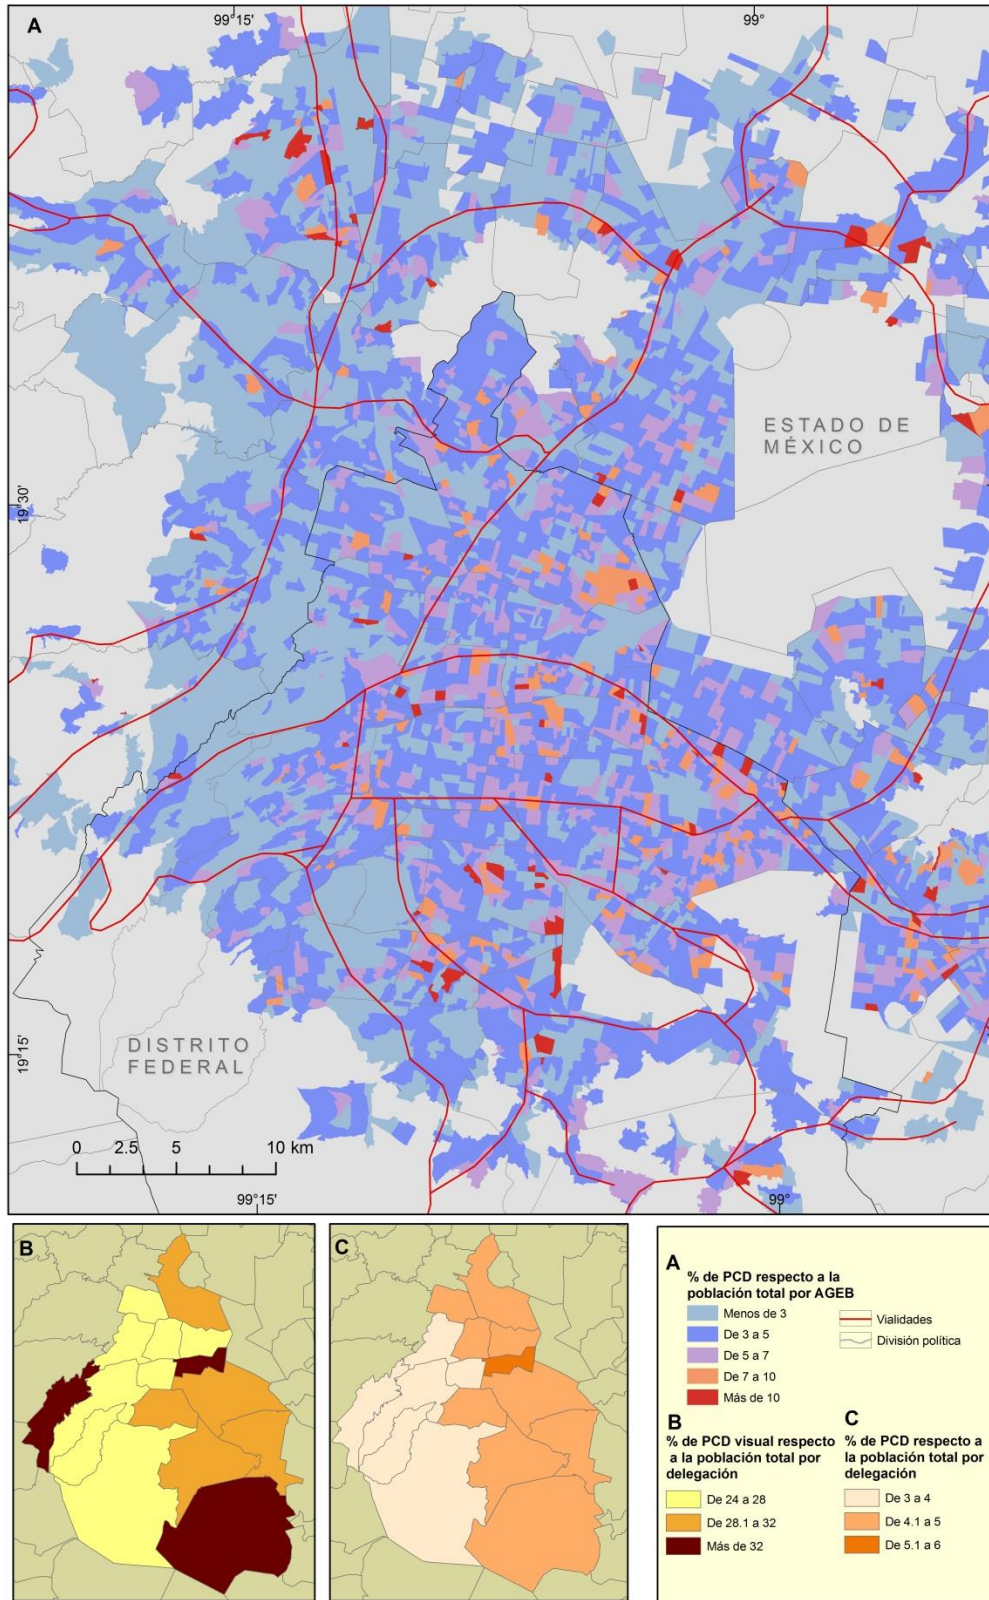 A
99°15'
99°
19°30'
19°15'
ESTADO DE
MÉXICO
DISTRITO
FEDERAL
0 2.5 5 10 km
99°15'
99°
B
C
A
% de PCD respecto a la
población total por AGEB
Menos de 3
De 3 a 5
De 5 a 7
De 7 a 10
Más de 10
Vialidades
División política
B
% de PCD visual respecto
a la población total por
delegación
De 24 a 28
De 28.1 a 32
Más de 32
C
% de PCD respecto a
la población total por
delegación
De 3 a 4
De 4.1 a 5
De 5.1 a 6